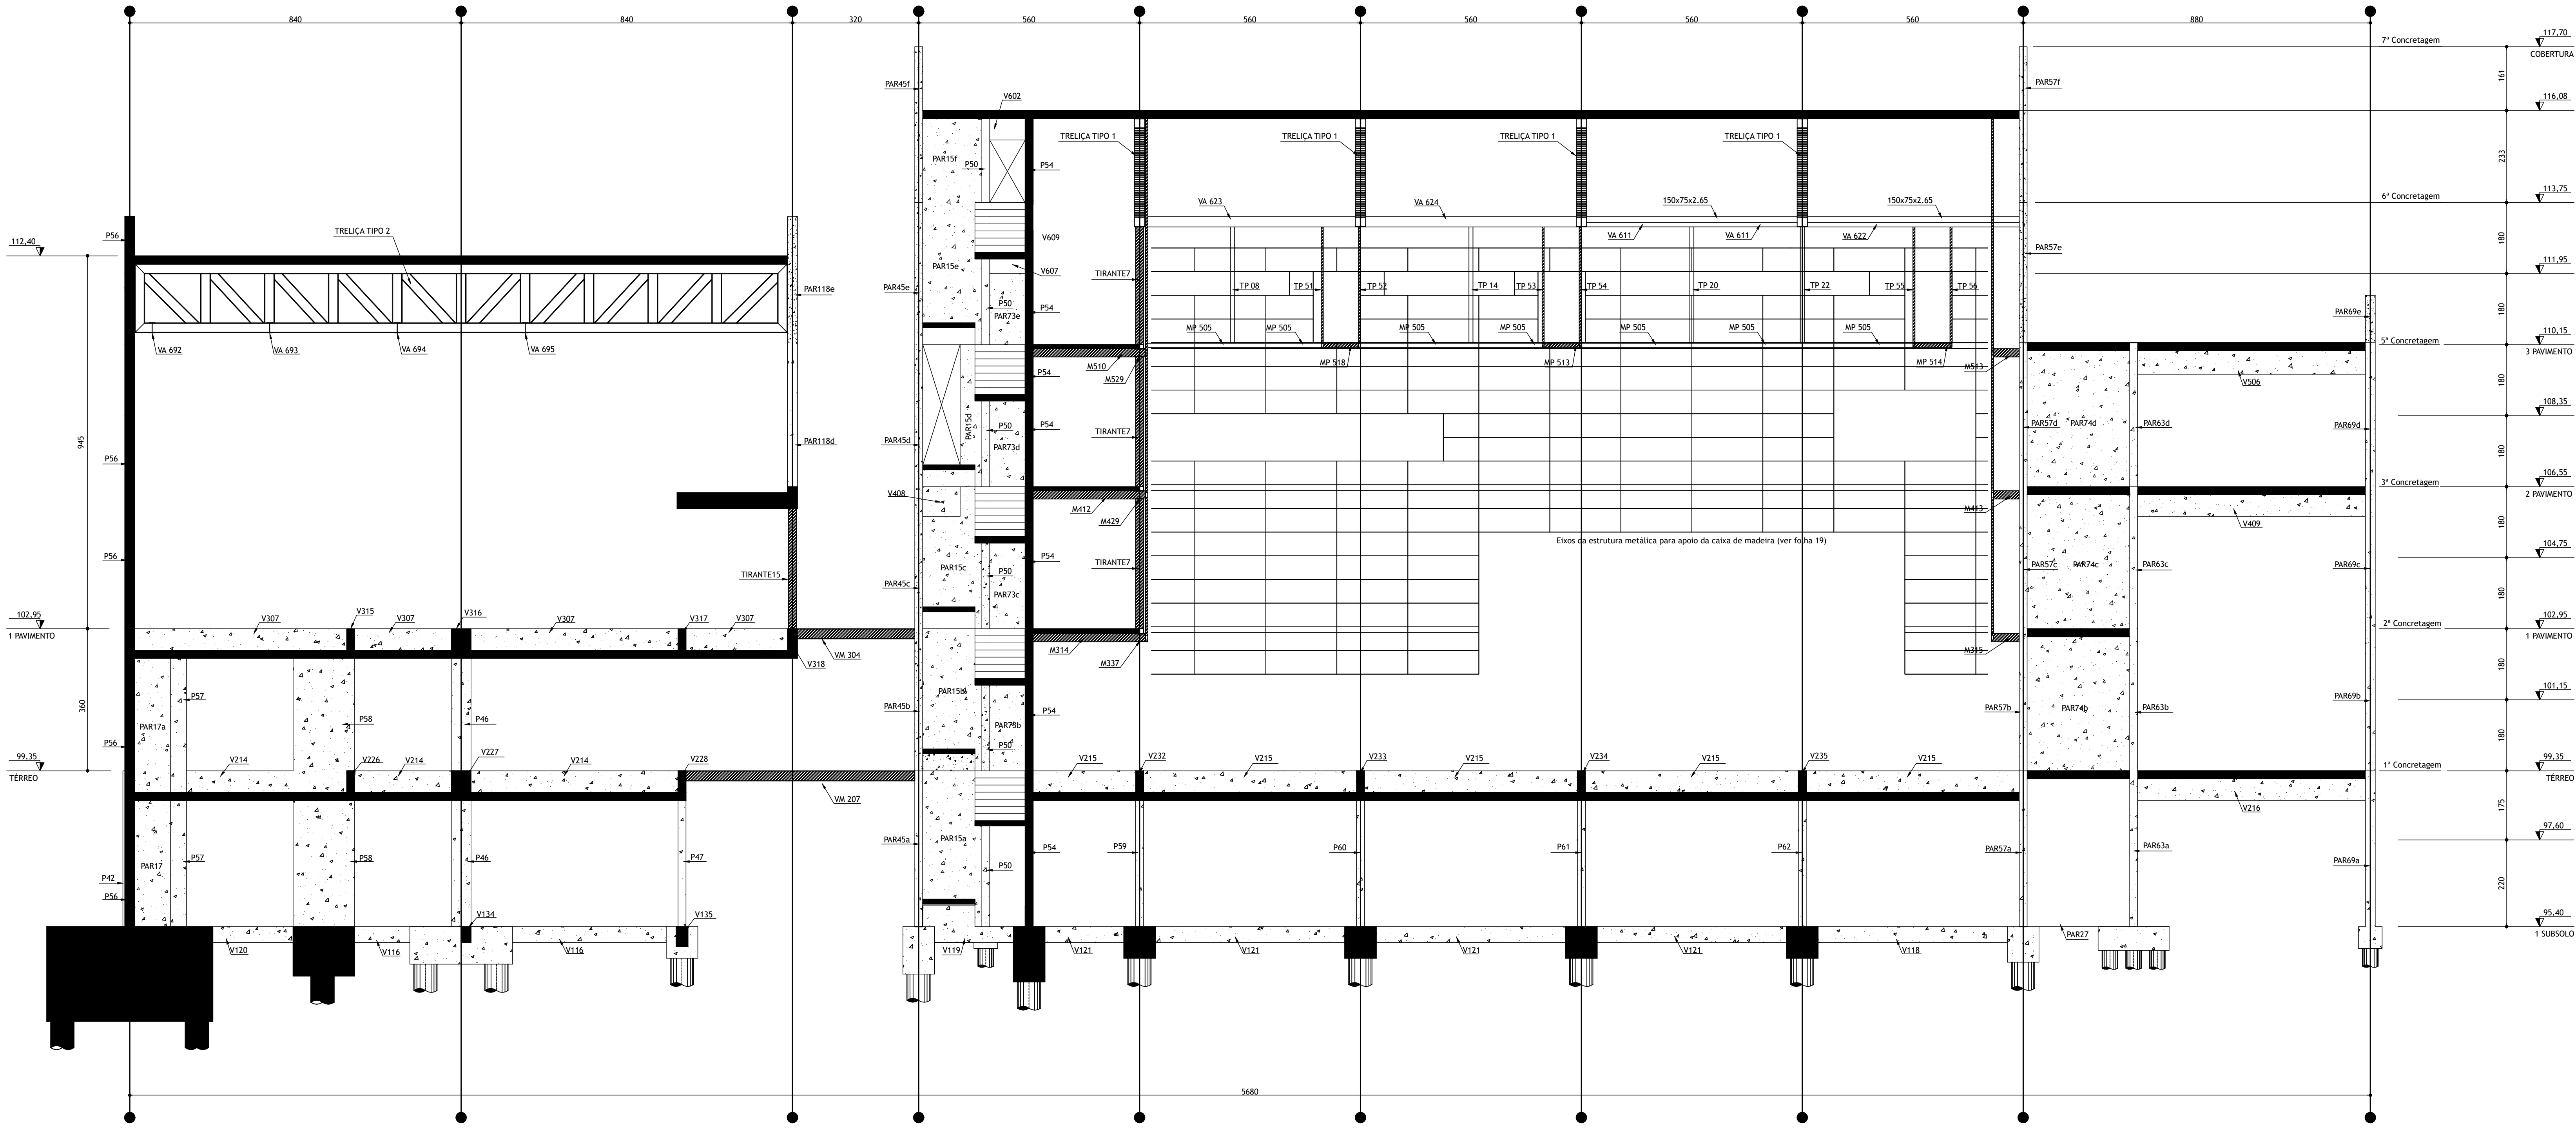 840
840
320
560
560
560
560
560
880
117,70
7ª Concretagem
COBERTURA
161
PAR45f
PAR57f
V602
116,08
TRELIÇA TIPO 1
TRELIÇA TIPO 1
TRELIÇA TIPO 1
TRELIÇA TIPO 1
PAR15f
P50
P54
233
113,75
6ª Concretagem
VA 623
VA 624
150x75x2.65
150x75x2.65
TRELIÇA TIPO 2
P56
112,40
V609
VA 611
VA 611
VA 622
180
PAR57e
PAR15e
V607
TIRANTE7
111,95
PAR118e
PAR45e
TP 08
TP 51
TP 52
TP 14
TP 53
TP 54
TP 20
TP 22
TP 55
TP 56
P50
P54
PAR73e
180
PAR69e
MP 505
MP 505
MP 505
MP 505
MP 505
MP 505
MP 505
110,15
5ª Concretagem
3 PAVIMENTO
VA 692
VA 693
VA 694
VA 695
M510
M529
MP 518
MP 513
MP 514
M513
P54
V506
180
108,35
945
PAR118d
PAR45d
PAR15d
P50
P54
PAR73d
TIRANTE7
PAR57d
PAR74d
PAR63d
PAR69d
180
P56
106,55
3ª Concretagem
2 PAVIMENTO
V408
M412
M429
M413
V409
180
Eixos da estrutura metálica para apoio da caixa de madeira (ver folha 19)
P56
P54
104,75
TIRANTE15
PAR45c
PAR15c
P50
PAR73c
TIRANTE7
PAR57c
PAR74c
PAR63c
PAR69c
180
102,95
1 PAVIMENTO
V307
V315
V307
V316
V307
V317
V307
102,95
2ª Concretagem
1 PAVIMENTO
V318
VM 304
M314
M337
M315
180
101,15
360
PAR17a
P57
P58
P46
PAR45b
PAR15b
PAR73b
P54
P50
PAR57b
PAR74b
PAR63b
PAR69b
180
P56
99,35
TÉRREO
V214
V226
V214
V227
V214
V228
V215
V232
V215
V233
V215
V234
V215
V235
V215
99,35
1ª Concretagem
TÉRREO
VM 207
V216
175
97,60
PAR17
P57
P58
P46
P47
PAR45a
PAR15a
P50
P54
P59
P60
P61
P62
PAR57a
PAR63a
PAR69a
P42
P56
220
95,40
1 SUBSOLO
V134
V135
PAR27
V120
V116
V116
V119
V121
V121
V121
V121
V118
5680